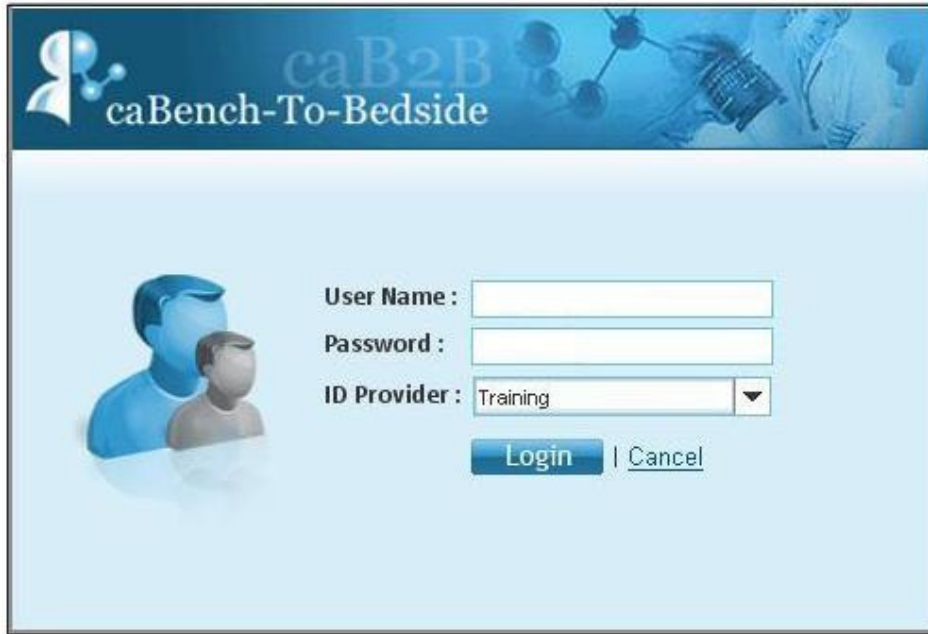 caB2B
caBench-To-Bedside
User Name :
Password :
ID Provider : Training
Login | Cancel